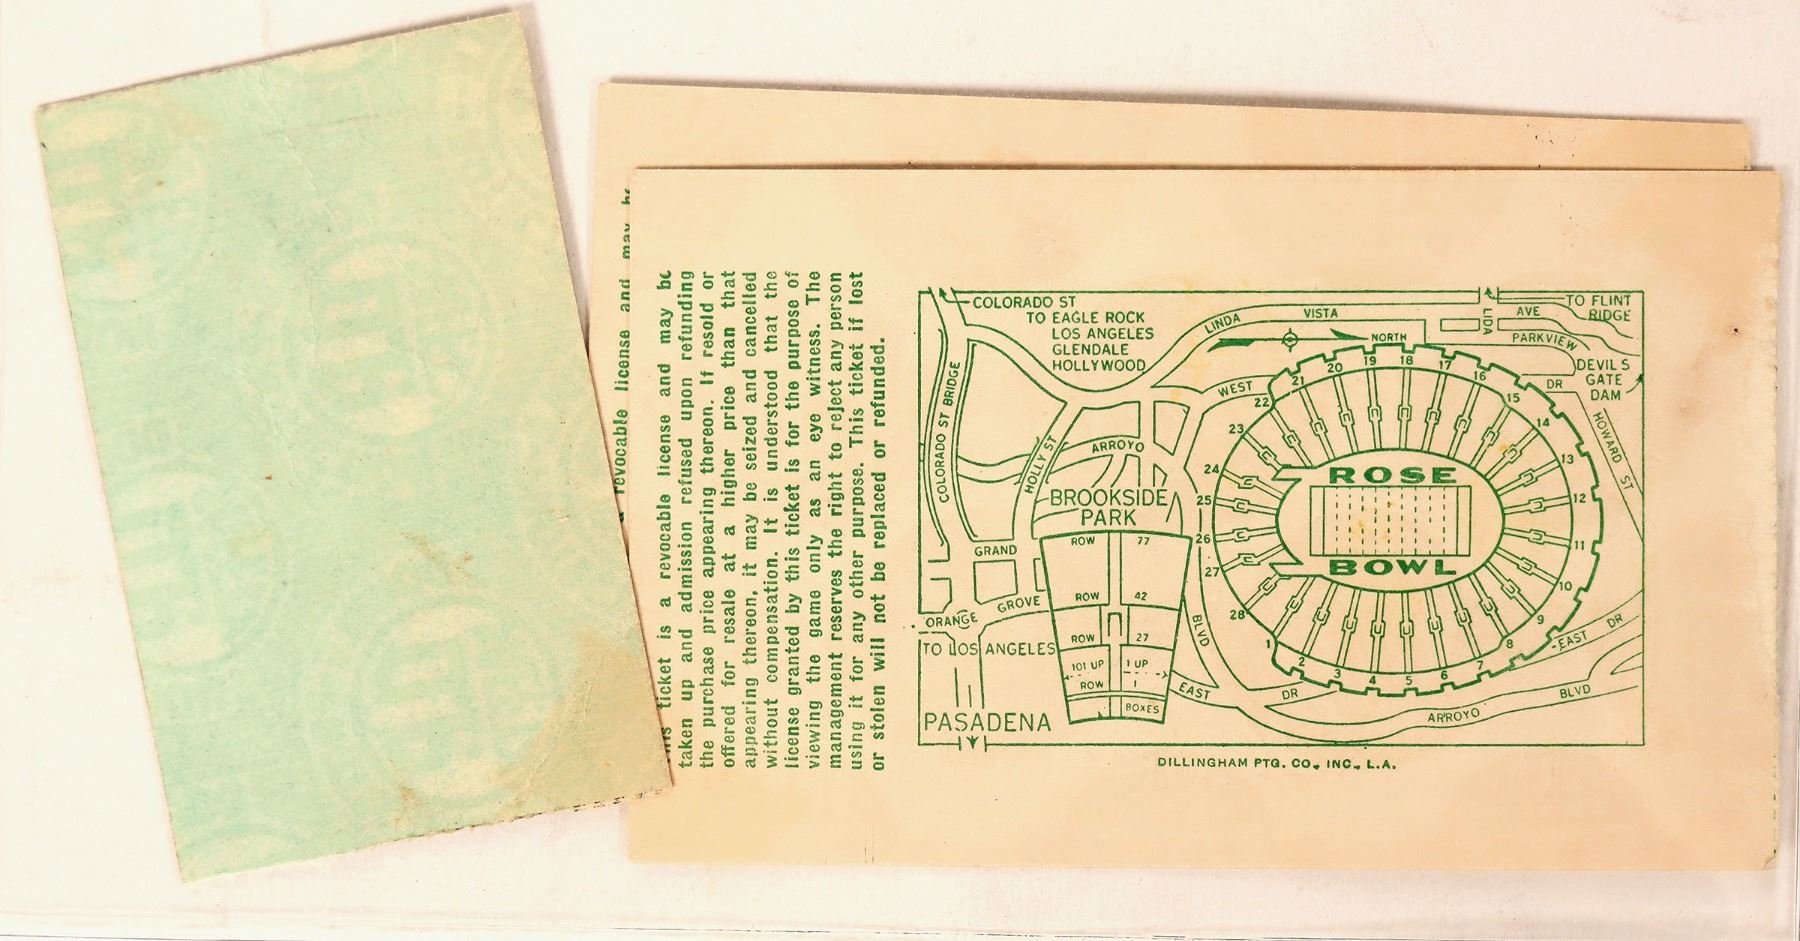 revocable license and may
ticket is a revocable license and may be
taken up and admission refused upon refunding
the purchase price appearing thereon. If resold or
offered for resale at a higher price than that
appearing thereon, it may be seized and cancelled
without compensation. It is understood that the
license granted by this ticket is for the purpose of
viewing the game only as an eye witness. The
management reserves the right to reject any person
using it for any other purpose. This ticket if lost
or stolen will not be replaced or refunded.
COLORADO ST
TO EAGLE ROCK
LOS ANGELES
GLENDALE
HOLLYWOOD
LINDA VISTA
LIDA
AVE
TO FLINT
RIDGE
PARKVIEW
NORTH
DEVILS
GATE
DAM
DR
HOWARD ST
WEST
COLORADO ST BRIDGE
HOLLY ST
ARROYO
BROOKSIDE
PARK
GRAND
ORANGE GROVE
TO LOS ANGELES
PASADENA
ROW 77
ROW 42
ROW 27
101 UP 1 UP
ROW 1
BOXES
BLVD
EAST DR
ARROYO BLVD
EAST DR
ROSE
BOWL
1
2
3
4
5
6
7
8
9
10
11
12
13
14
15
16
17
18
19
20
21
22
23
24
25
26
27
28
DILLINGHAM PTG. CO., INC., L.A.